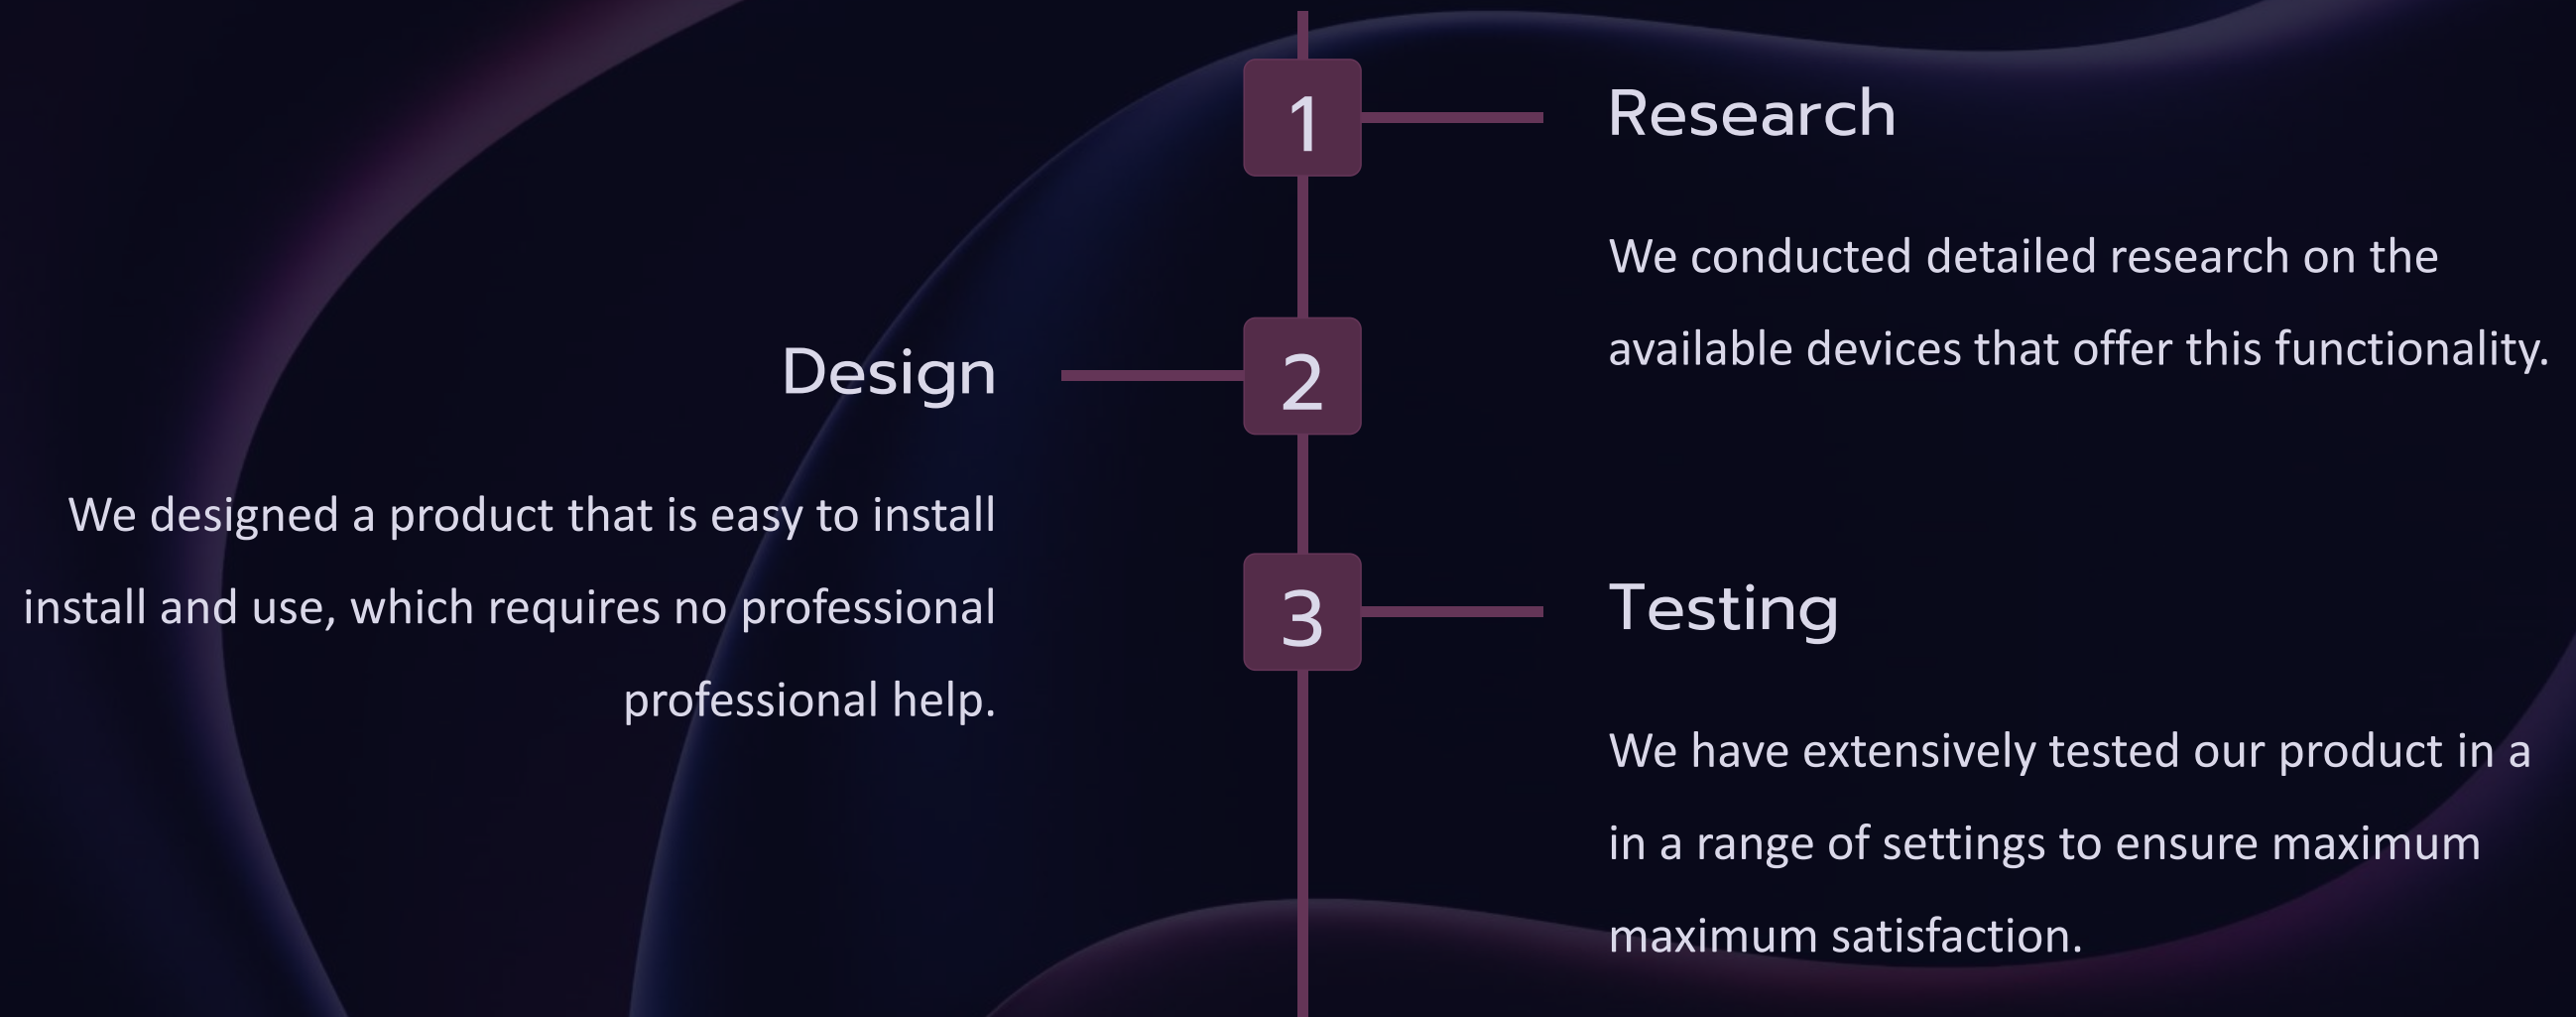 1
Research
We conducted detailed research on the
available devices that offer this functionality.
2
Design
We designed a product that is easy to install
install and use, which requires no professional
professional help.
3
Testing
We have extensively tested our product in a
in a range of settings to ensure maximum
maximum satisfaction.